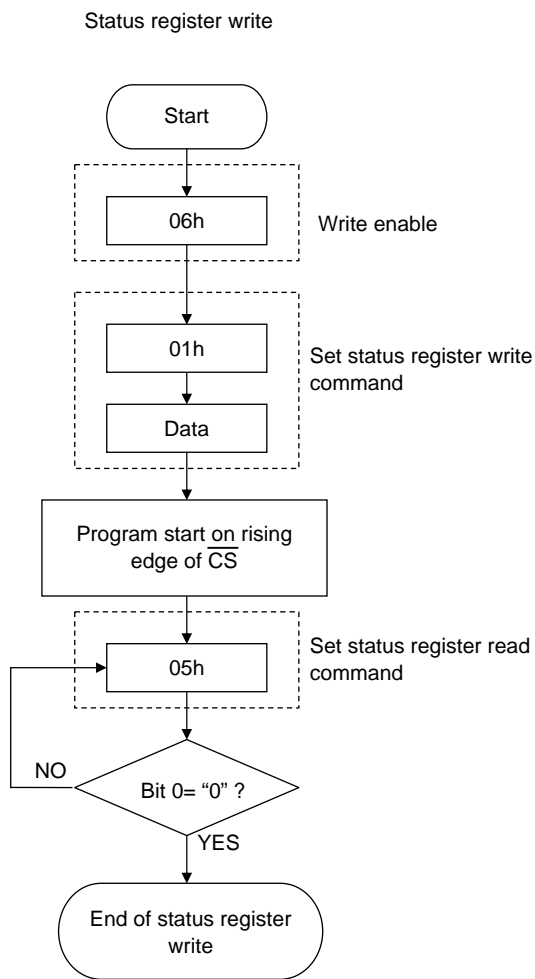 Status register write
Start
06h
Write enable
01h
Set status register write
command
Data
Program start on rising
edge of C̅S̅
05h
Set status register read
command
NO
Bit 0= “0” ?
YES
End of status register
write